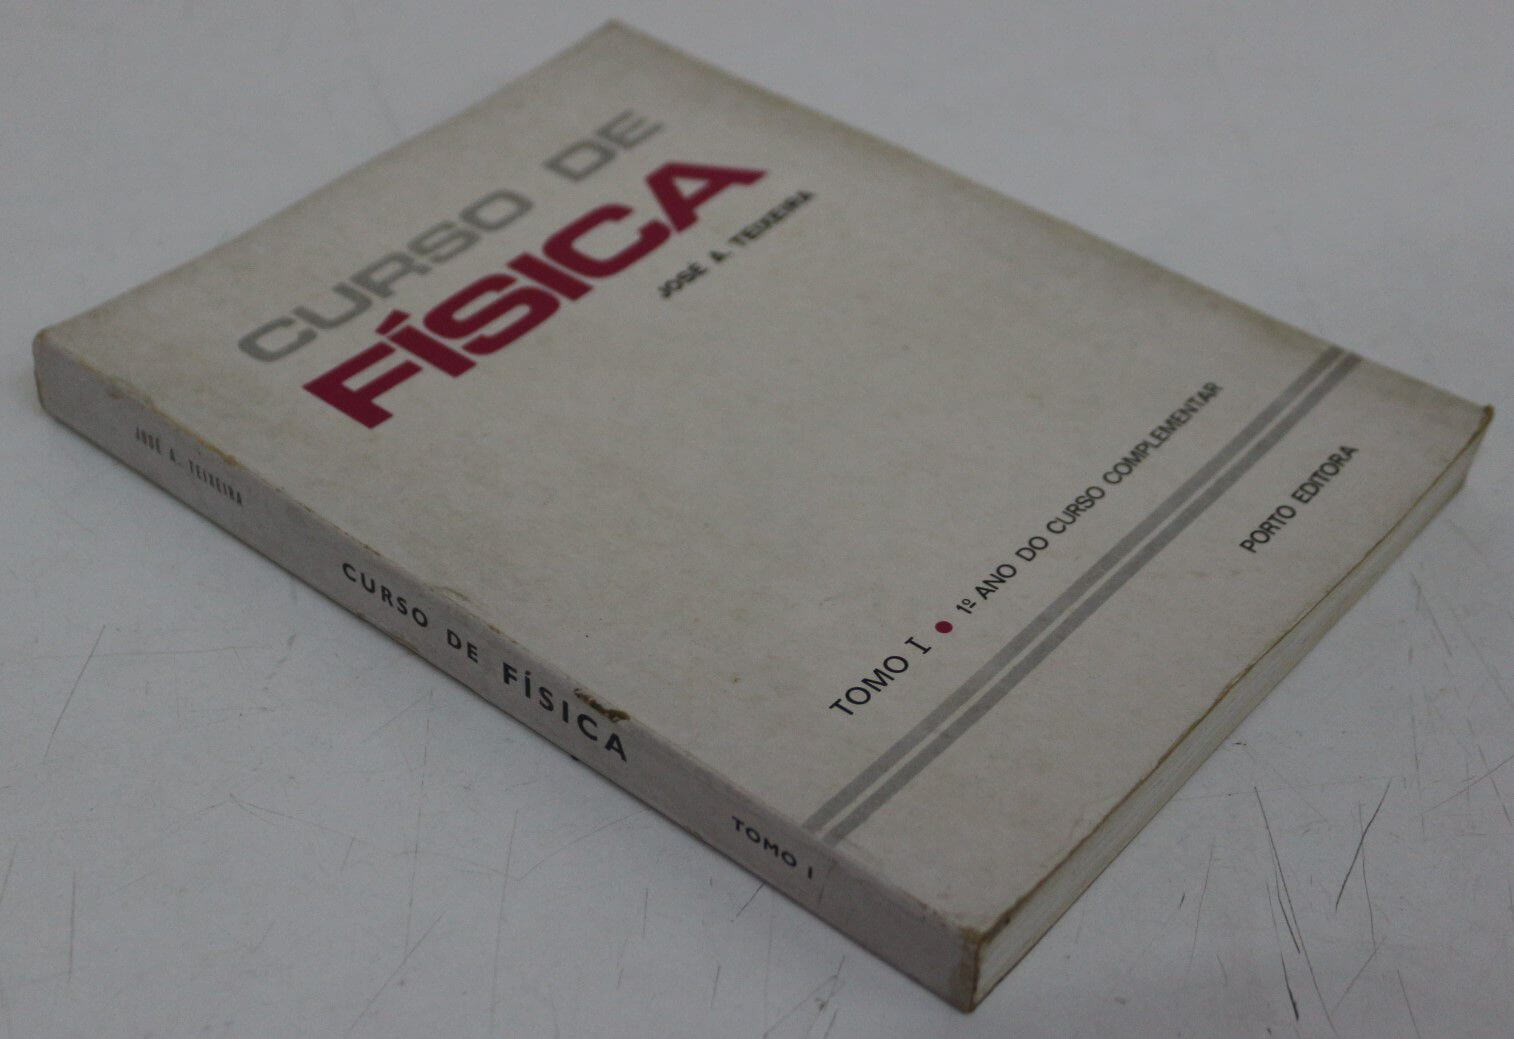 CURSO DE
FÍSICA
JOSÉ A. TEIXEIRA
TOMO I • 1º ANO DO CURSO COMPLEMENTAR
PORTO EDITORA
JOSÉ A. TEIXEIRA
CURSO DE FÍSICA
TOMO I